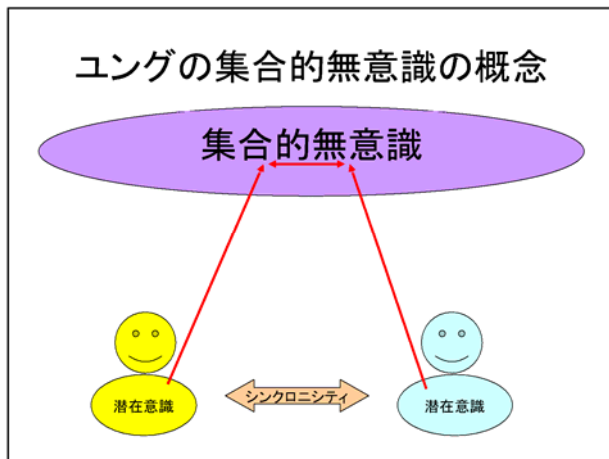 ユングの集合的無意識の概念
集合的無意識
シンクロニシティ
潜在意識
潜在意識